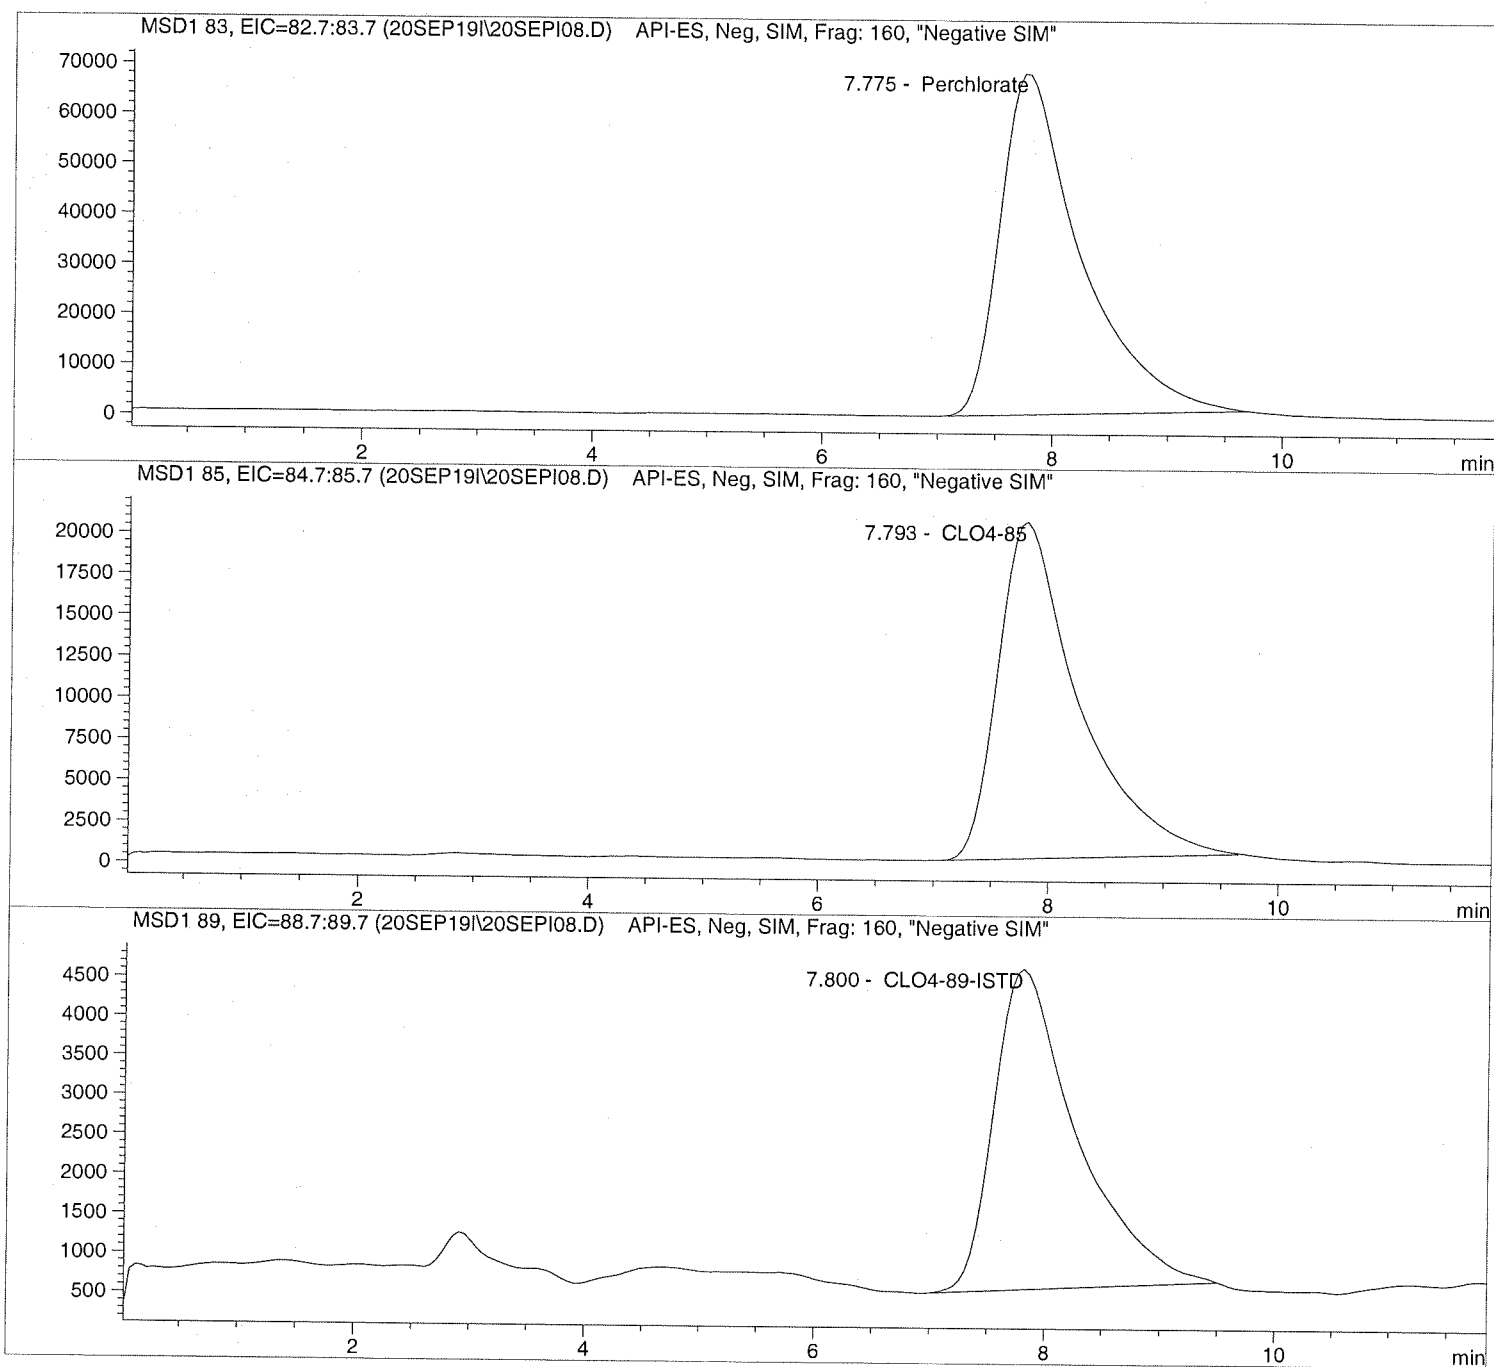 MSD1 83, EIC=82.7:83.7 (20SEP19I\20SEPI08.D) API-ES, Neg, SIM, Frag: 160, "Negative SIM"
70000
7.775 - Perchlorate
60000
50000
40000
30000
20000
10000
0
2 4 6 8 10 min
MSD1 85, EIC=84.7:85.7 (20SEP19I\20SEPI08.D) API-ES, Neg, SIM, Frag: 160, "Negative SIM"
20000
7.793 - CLO4-85
17500
15000
12500
10000
7500
5000
2500
0
2 4 6 8 10 min
MSD1 89, EIC=88.7:89.7 (20SEP19I\20SEPI08.D) API-ES, Neg, SIM, Frag: 160, "Negative SIM"
4500
7.800 - CLO4-89-ISTD
4000
3500
3000
2500
2000
1500
1000
500
2 4 6 8 10 min